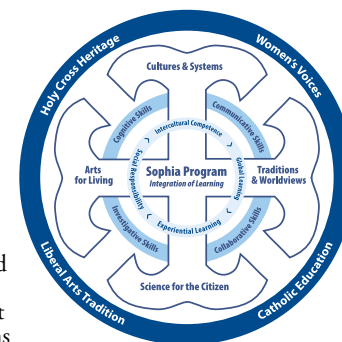 Holy Cross Heritage
Women's Voices
Cultures & Systems
Cognitive Skills
Communicative Skills
Intercultural Competence
Arts
for Living
Social Responsibility
Sophia Program
Integration of Learning
Global Learning
Traditions
& Worldviews
Experiential Learning
Investigative Skills
Collaborative Skills
Science for the Citizen
Liberal Arts Tradition
Catholic Education
d
t
as